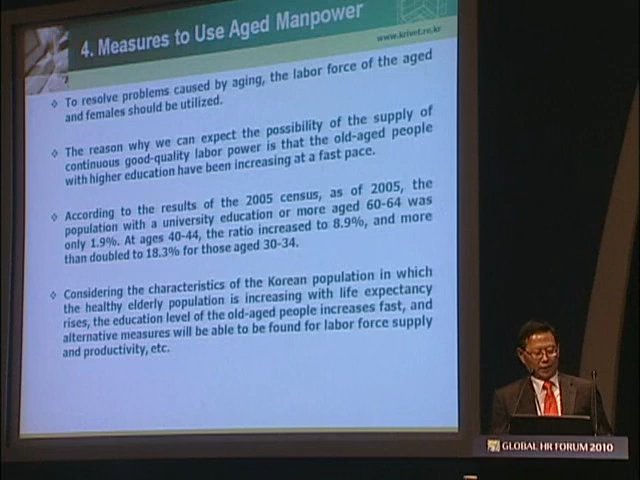 4. Measures to Use Aged Manpower
www.krivet.re.kr
❖ To resolve problems caused by aging, the labor force of the aged
and females should be utilized.
❖ The reason why we can expect the possibility of the supply of
continuous good-quality labor power is that the old-aged people
with higher education have been increasing at a fast pace.
❖ According to the results of the 2005 census, as of 2005, the
population with a university education or more aged 60-64 was
only 1.9%. At ages 40-44, the ratio increased to 8.9%, and more
than doubled to 18.3% for those aged 30-34.
❖ Considering the characteristics of the Korean population in which
the healthy elderly population is increasing with life expectancy
rises, the education level of the old-aged people increases fast, and
alternative measures will be able to be found for labor force supply
and productivity, etc.
GLOBAL HR FORUM 2010